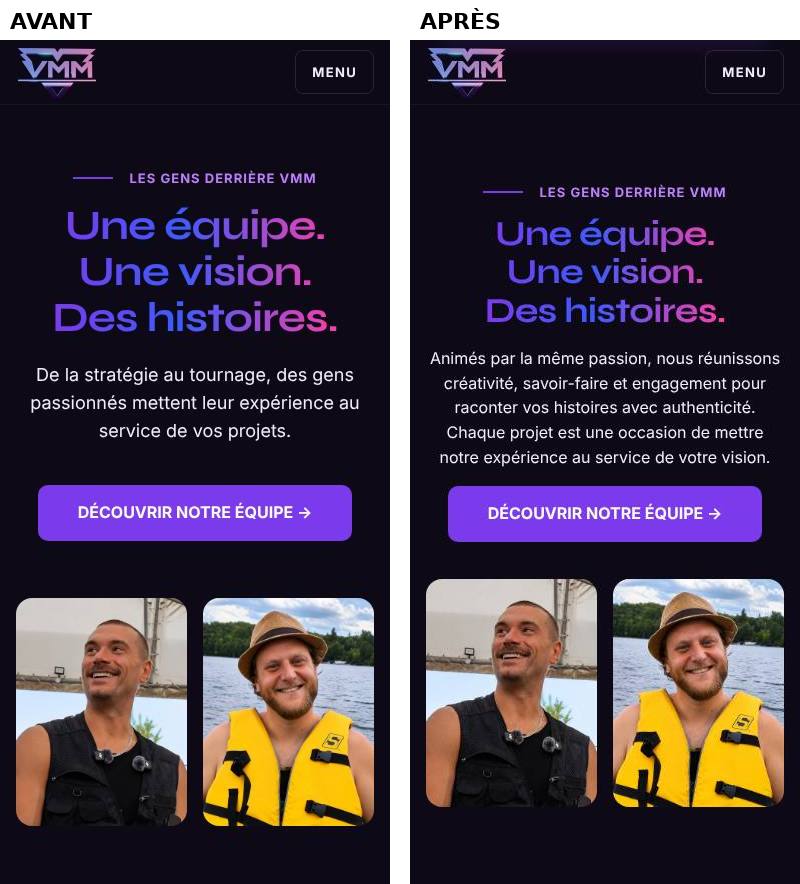 AVANT
VMM
MENU
LES GENS DERRIÈRE VMM
Une équipe.
Une vision.
Des histoires.
De la stratégie au tournage, des gens
passionnés mettent leur expérience au
service de vos projets.
DÉCOUVRIR NOTRE ÉQUIPE →
APRÈS
VMM
MENU
LES GENS DERRIÈRE VMM
Une équipe.
Une vision.
Des histoires.
Animés par la même passion, nous réunissons
créativité, savoir-faire et engagement pour
raconter vos histoires avec authenticité.
Chaque projet est une occasion de mettre
notre expérience au service de votre vision.
DÉCOUVRIR NOTRE ÉQUIPE →